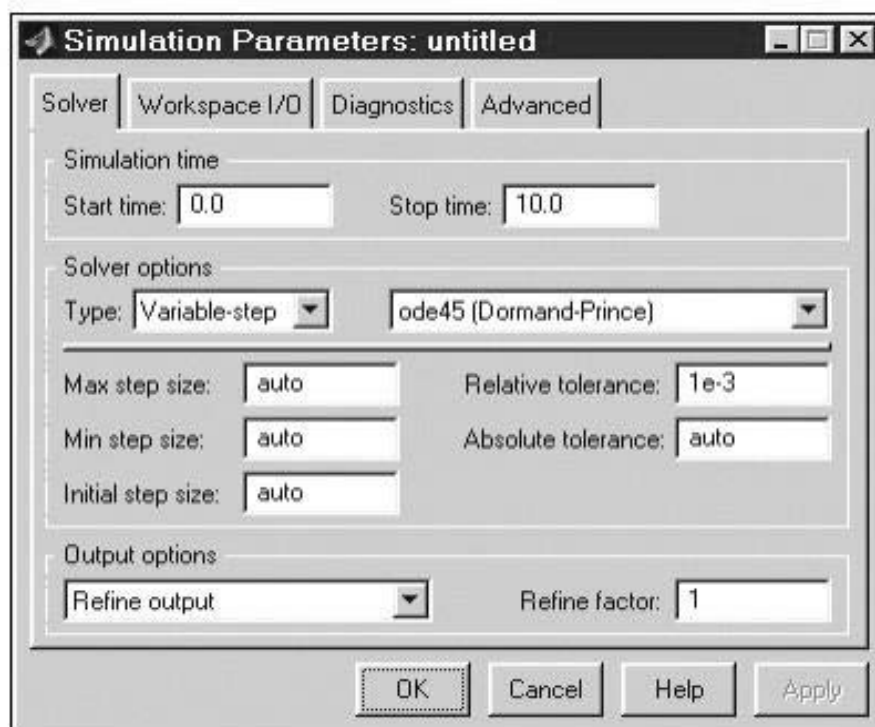 Simulation Parameters: untitled
Solver Workspace I/O Diagnostics Advanced
Simulation time
Start time: 0.0 Stop time: 10.0
Solver options
Type: Variable-step ode45 (Dormand-Prince)
Max step size: auto Relative tolerance: 1e-3
Min step size: auto Absolute tolerance: auto
Initial step size: auto
Output options
Refine output Refine factor: 1
OK Cancel Help Apply